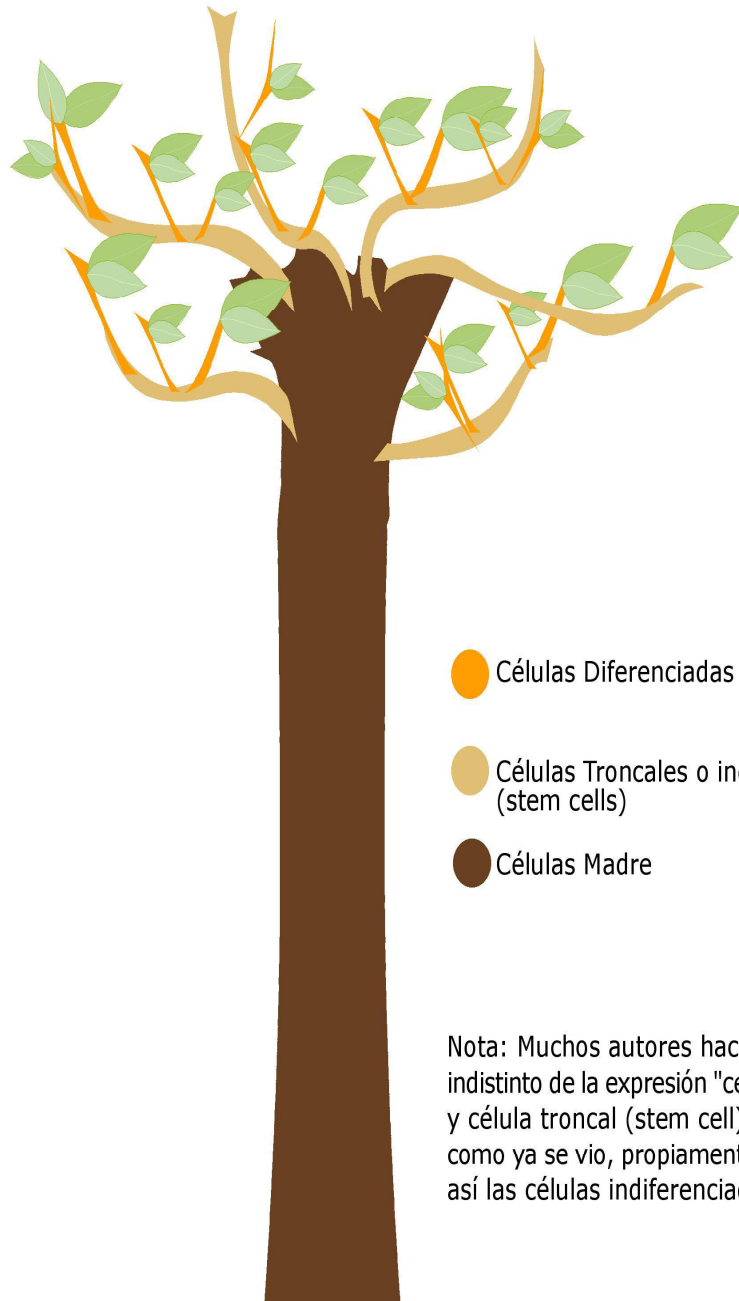 Células Diferenciadas
Células Troncales o in
(stem cells)
Células Madre
Nota: Muchos autores hac
indistinto de la expresión "cé
y célula troncal (stem cell)
como ya se vio, propiament
así las células indiferencia